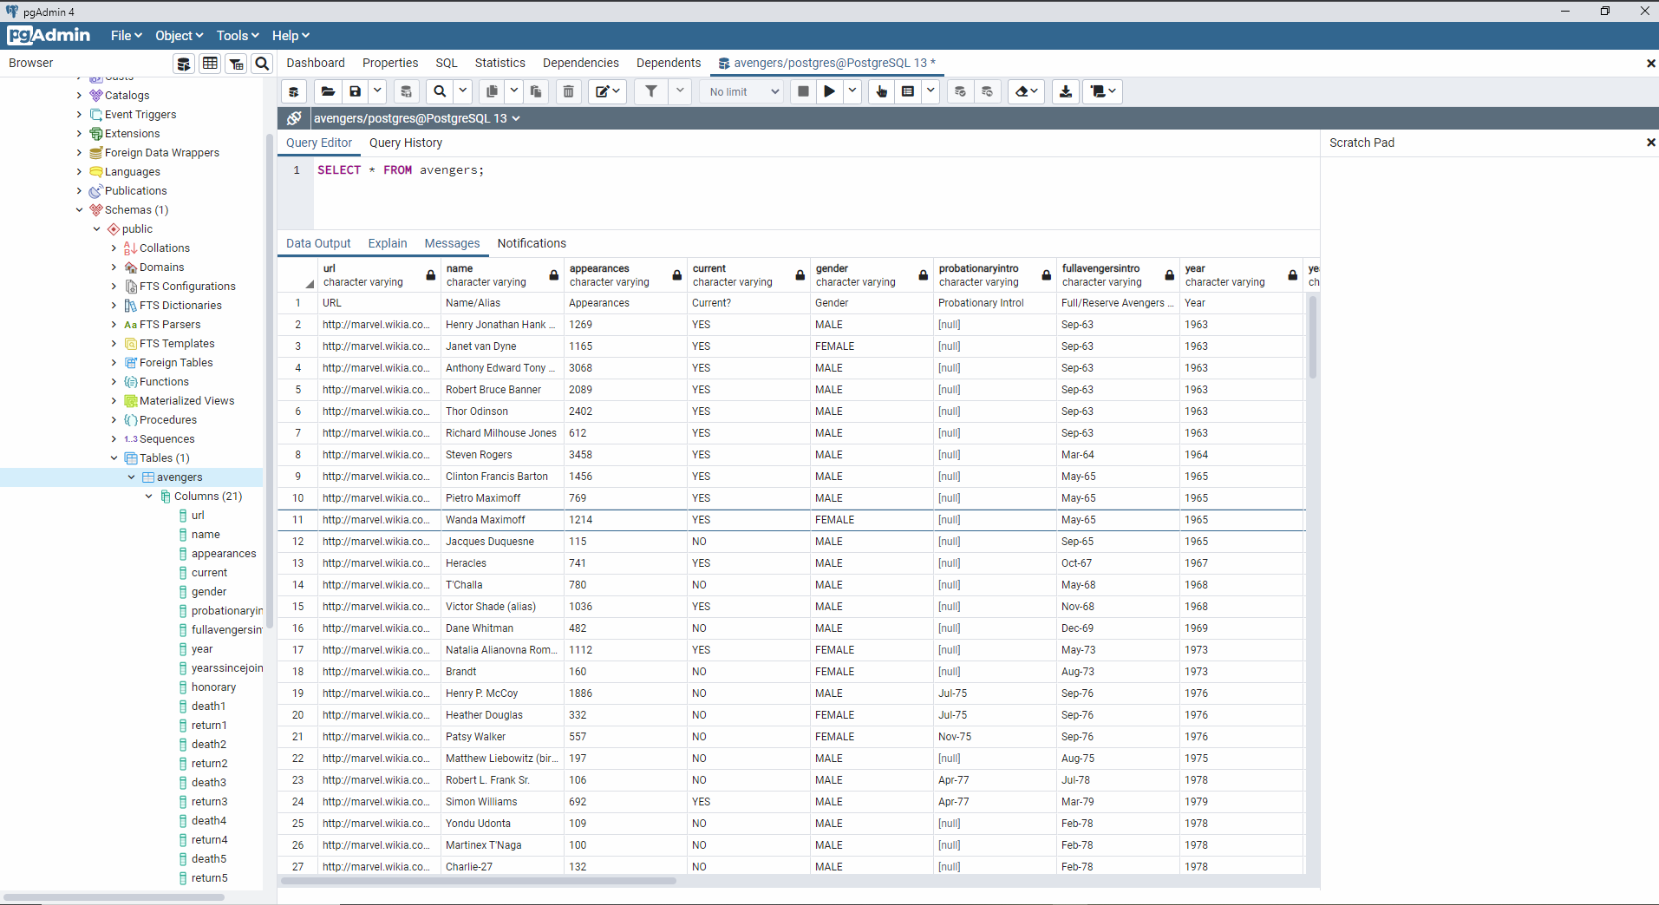 pgAdmin 4
pgAdmin File Object Tools Help
Browser
Dashboard Properties SQL Statistics Dependencies Dependents avengers/postgres@PostgreSQL 13 *
Catalogs
Event Triggers
Extensions
Foreign Data Wrappers
Languages
Publications
Schemas (1)
public
Collations
Domains
FTS Configurations
FTS Dictionaries
Aa FTS Parsers
FTS Templates
Foreign Tables
Functions
Materialized Views
Procedures
1..3 Sequences
Tables (1)
avengers
Columns (21)
url
name
appearances
current
gender
probationaryin
fullavengersin
year
yearssincejoin
honorary
death1
return1
death2
return2
death3
return3
death4
return4
death5
return5
No limit
avengers/postgres@PostgreSQL 13
Query Editor Query History
Scratch Pad
1 SELECT * FROM avengers;
Data Output Explain Messages Notifications
url name appearances current gender probationaryintro fullavengersintro year ye
character varying character varying character varying character varying character varying character varying character varying character varying ch
1 URL Name/Alias Appearances Current? Gender Probationary Introl Full/Reserve Avengers ... Year
2 http://marvel.wikia.co... Henry Jonathan Hank ... 1269 YES MALE [null] Sep-63 1963
3 http://marvel.wikia.co... Janet van Dyne 1165 YES FEMALE [null] Sep-63 1963
4 http://marvel.wikia.co... Anthony Edward Tony ... 3068 YES MALE [null] Sep-63 1963
5 http://marvel.wikia.co... Robert Bruce Banner 2089 YES MALE [null] Sep-63 1963
6 http://marvel.wikia.co... Thor Odinson 2402 YES MALE [null] Sep-63 1963
7 http://marvel.wikia.co... Richard Milhouse Jones 612 YES MALE [null] Sep-63 1963
8 http://marvel.wikia.co... Steven Rogers 3458 YES MALE [null] Mar-64 1964
9 http://marvel.wikia.co... Clinton Francis Barton 1456 YES MALE [null] May-65 1965
10 http://marvel.wikia.co... Pietro Maximoff 769 YES MALE [null] May-65 1965
11 http://marvel.wikia.co... Wanda Maximoff 1214 YES FEMALE [null] May-65 1965
12 http://marvel.wikia.co... Jacques Duquesne 115 NO MALE [null] Sep-65 1965
13 http://marvel.wikia.co... Heracles 741 YES MALE [null] Oct-67 1967
14 http://marvel.wikia.co... T'Challa 780 NO MALE [null] May-68 1968
15 http://marvel.wikia.co... Victor Shade (alias) 1036 YES MALE [null] Nov-68 1968
16 http://marvel.wikia.co... Dane Whitman 482 NO MALE [null] Dec-69 1969
17 http://marvel.wikia.co... Natalia Alianovna Rom... 1112 YES FEMALE [null] May-73 1973
18 http://marvel.wikia.co... Brandt 160 NO FEMALE [null] Aug-73 1973
19 http://marvel.wikia.co... Henry P. McCoy 1886 NO MALE Jul-75 Sep-76 1976
20 http://marvel.wikia.co... Heather Douglas 332 NO FEMALE Jul-75 Sep-76 1976
21 http://marvel.wikia.co... Patsy Walker 557 NO FEMALE Nov-75 Sep-76 1976
22 http://marvel.wikia.co... Matthew Liebowitz (bir... 197 NO MALE [null] Aug-75 1975
23 http://marvel.wikia.co... Robert L. Frank Sr. 106 NO MALE Apr-77 Jul-78 1978
24 http://marvel.wikia.co... Simon Williams 692 YES MALE Apr-77 Mar-79 1979
25 http://marvel.wikia.co... Yondu Udonta 109 NO MALE [null] Feb-78 1978
26 http://marvel.wikia.co... Martinex T'Naga 100 NO MALE [null] Feb-78 1978
27 http://marvel.wikia.co... Charlie-27 132 NO MALE [null] Feb-78 1978